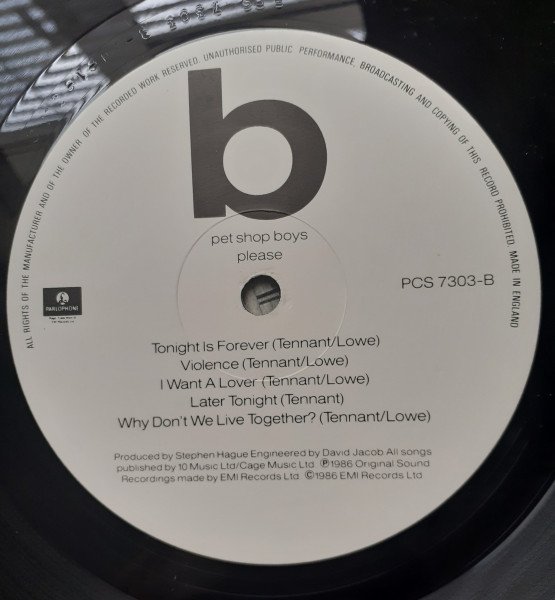 ALL RIGHTS OF THE MANUFACTURER AND OF THE OWNER OF THE RECORDED WORK RESERVED. UNAUTHORISED PUBLIC PERFORMANCE, BROADCASTING AND COPYING OF THIS RECORD PROHIBITED. MADE IN ENGLAND
b
pet shop boys
please
PCS 7303-B
PARLOPHONE
Tonight Is Forever (Tennant/Lowe)
Violence (Tennant/Lowe)
I Want A Lover (Tennant/Lowe)
Later Tonight (Tennant)
Why Don't We Live Together? (Tennant/Lowe)
Produced by Stephen Hague Engineered by David Jacob All songs
published by 10 Music Ltd/Cage Music Ltd. ℗1986 Original Sound
Recordings made by EMI Records Ltd. ©1986 EMI Records Ltd.